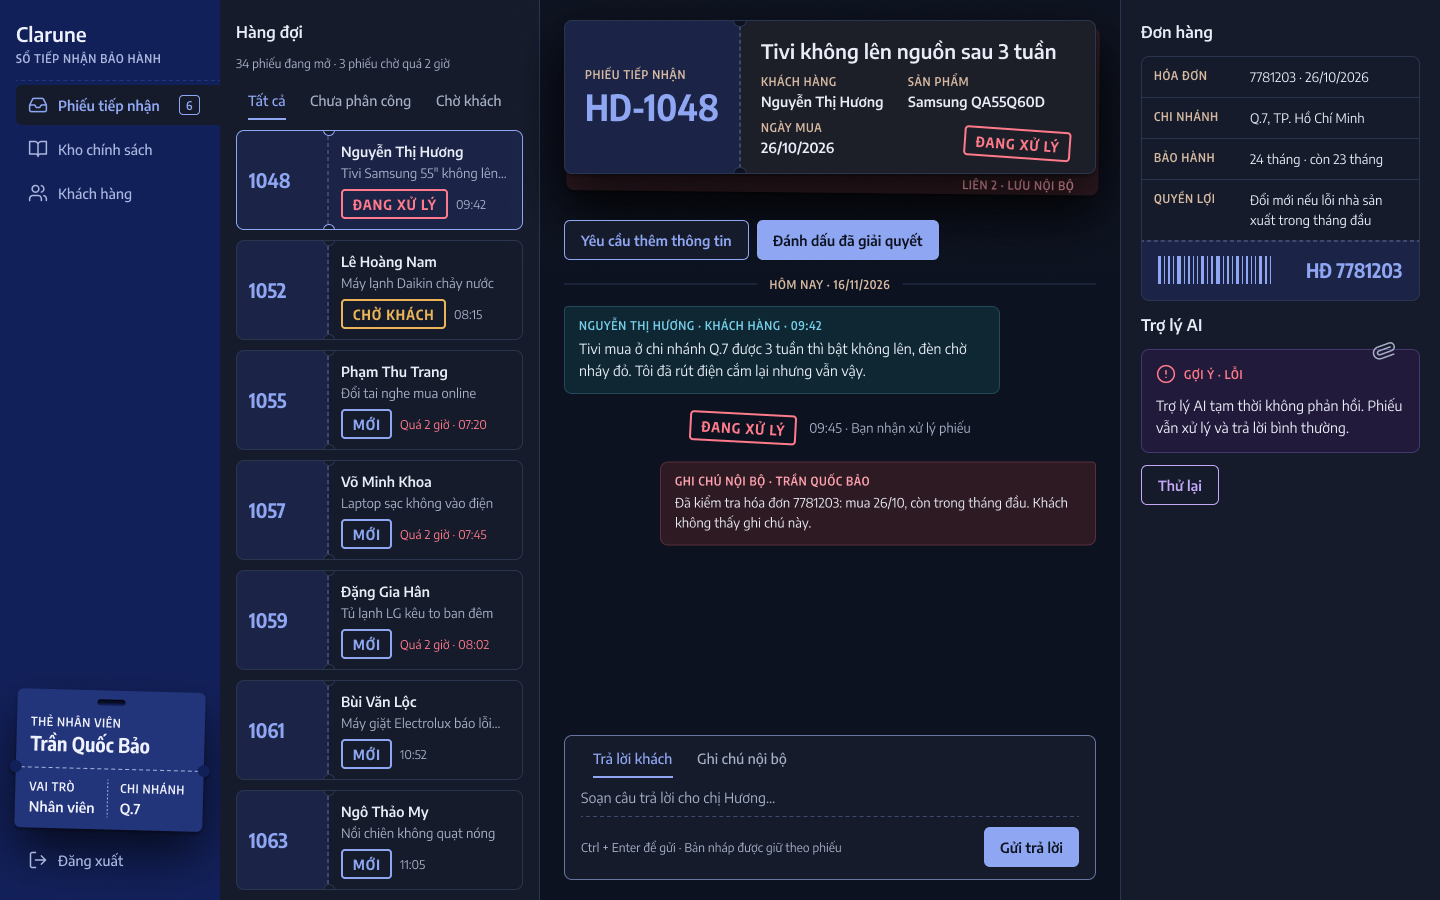 Clarune
SỔ TIẾP NHẬN BẢO HÀNH
Phiếu tiếp nhận 6
Kho chính sách
Khách hàng
THẺ NHÂN VIÊN
Trần Quốc Bảo
VAI TRÒ CHI NHÁNH
Nhân viên Q.7
Đăng xuất
Hàng đợi
34 phiếu đang mở · 3 phiếu chờ quá 2 giờ
Tất cả Chưa phân công Chờ khách
1048
Nguyễn Thị Hương
Tivi Samsung 55" không lên...
ĐANG XỬ LÝ 09:42
1052
Lê Hoàng Nam
Máy lạnh Daikin chảy nước
CHỜ KHÁCH 08:15
1055
Phạm Thu Trang
Đổi tai nghe mua online
MỚI Quá 2 giờ · 07:20
1057
Võ Minh Khoa
Laptop sạc không vào điện
MỚI Quá 2 giờ · 07:45
1059
Đặng Gia Hân
Tủ lạnh LG kêu to ban đêm
MỚI Quá 2 giờ · 08:02
1061
Bùi Văn Lộc
Máy giặt Electrolux báo lỗi...
MỚI 10:52
1063
Ngô Thảo My
Nồi chiên không quạt nóng
MỚI 11:05
PHIẾU TIẾP NHẬN
HD-1048
Tivi không lên nguồn sau 3 tuần
KHÁCH HÀNG SẢN PHẨM
Nguyễn Thị Hương Samsung QA55Q60D
NGÀY MUA
26/10/2026
ĐANG XỬ LÝ
LIÊN 2 · LƯU NỘI BỘ
Yêu cầu thêm thông tin Đánh dấu đã giải quyết
HÔM NAY · 16/11/2026
NGUYỄN THỊ HƯƠNG · KHÁCH HÀNG · 09:42
Tivi mua ở chi nhánh Q.7 được 3 tuần thì bật không lên, đèn chờ
nháy đỏ. Tôi đã rút điện cắm lại nhưng vẫn vậy.
ĐANG XỬ LÝ 09:45 · Bạn nhận xử lý phiếu
GHI CHÚ NỘI BỘ · TRẦN QUỐC BẢO
Đã kiểm tra hóa đơn 7781203: mua 26/10, còn trong tháng đầu. Khách
không thấy ghi chú này.
Trả lời khách Ghi chú nội bộ
Soạn câu trả lời cho chị Hương...
Ctrl + Enter để gửi · Bản nháp được giữ theo phiếu
Gửi trả lời
Đơn hàng
HÓA ĐƠN 7781203 · 26/10/2026
CHI NHÁNH Q.7, TP. Hồ Chí Minh
BẢO HÀNH 24 tháng · còn 23 tháng
QUYỀN LỢI Đổi mới nếu lỗi nhà sản
xuất trong tháng đầu
HĐ 7781203
Trợ lý AI
GỢI Ý · LỖI
Trợ lý AI tạm thời không phản hồi. Phiếu
vẫn xử lý và trả lời bình thường.
Thử lại